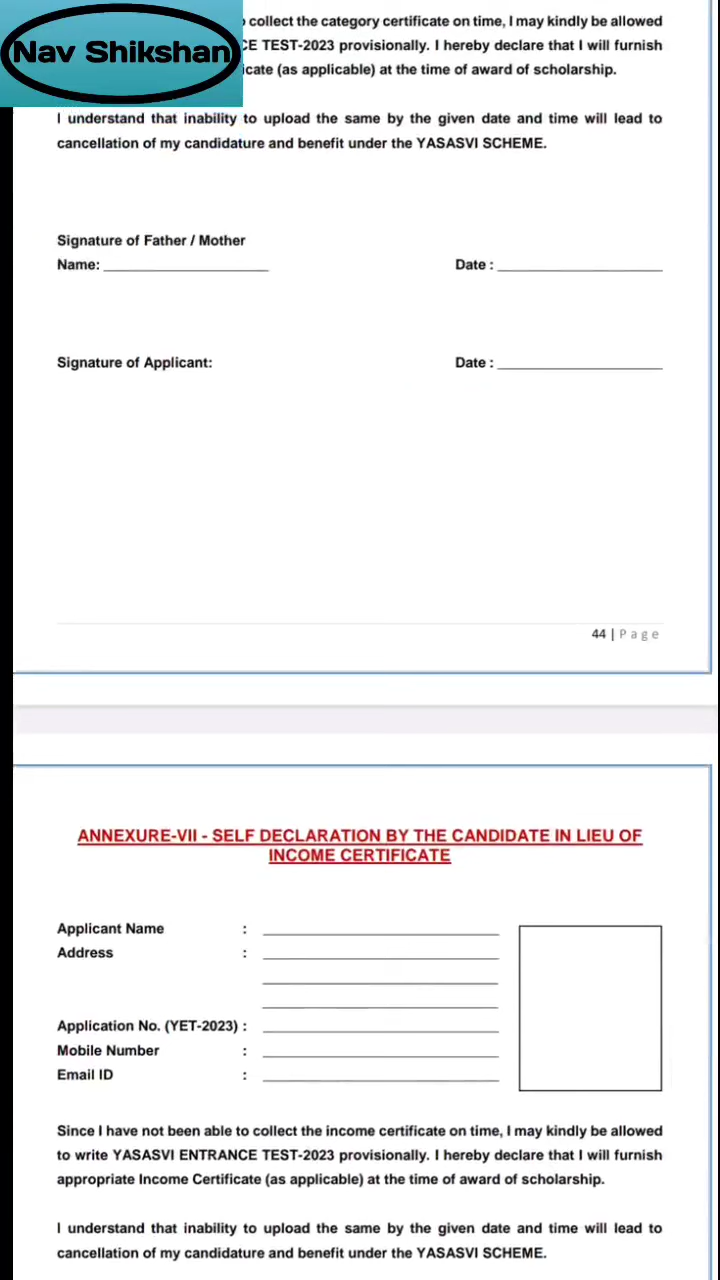 Nav Shikshan
collect the category certificate on time, I may kindly be allowed
CE TEST-2023 provisionally. I hereby declare that I will furnish
icate (as applicable) at the time of award of scholarship.
I understand that inability to upload the same by the given date and time will lead to
cancellation of my candidature and benefit under the YASASVI SCHEME.
Signature of Father / Mother
Name: ____________________ Date : ____________________
Signature of Applicant: Date : ____________________
44 | Page
ANNEXURE-VII - SELF DECLARATION BY THE CANDIDATE IN LIEU OF
INCOME CERTIFICATE
Applicant Name :
Address :
Application No. (YET-2023) :
Mobile Number :
Email ID :
Since I have not been able to collect the income certificate on time, I may kindly be allowed
to write YASASVI ENTRANCE TEST-2023 provisionally. I hereby declare that I will furnish
appropriate Income Certificate (as applicable) at the time of award of scholarship.
I understand that inability to upload the same by the given date and time will lead to
cancellation of my candidature and benefit under the YASASVI SCHEME.